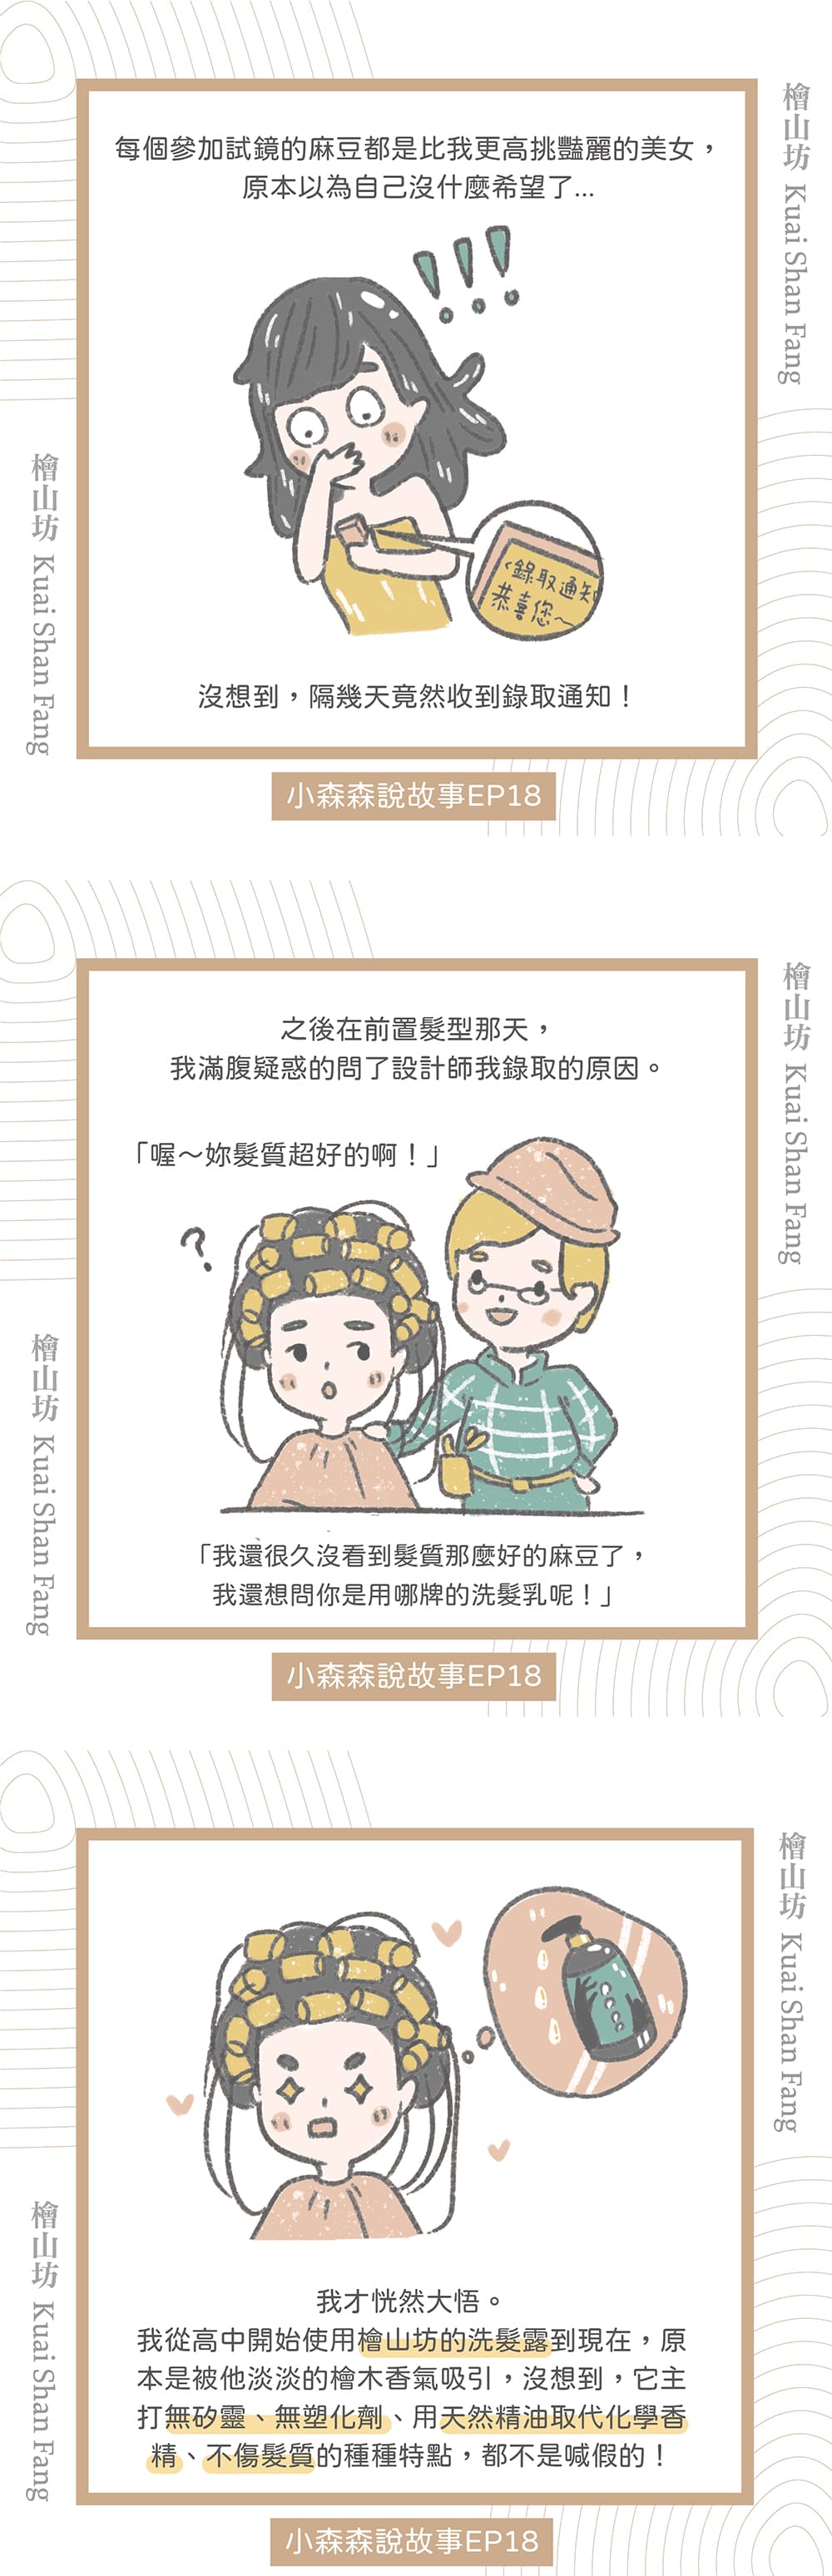 檜山坊 Kuai Shan Fang
每個參加試鏡的麻豆都是比我更高挑豔麗的美女，
原本以為自己沒什麼希望了...
<錄取通知
恭喜您~
檜山坊 Kuai Shan Fang
沒想到，隔幾天竟然收到錄取通知！
小森森說故事EP18
檜山坊 Kuai Shan Fang
之後在前置髮型那天，
我滿腹疑惑的問了設計師我錄取的原因。
「喔～妳髮質超好的啊！」
?
檜山坊 Kuai Shan Fang
「我還很久沒看到髮質那麼好的麻豆了，
我還想問你是用哪牌的洗髮乳呢！」
小森森說故事EP18
檜山坊 Kuai Shan Fang
檜山坊 Kuai Shan Fang
我才恍然大悟。
我從高中開始使用檜山坊的洗髮露到現在，原
本是被他淡淡的檜木香氣吸引，沒想到，它主
打無矽靈、無塑化劑、用天然精油取代化學香
精、不傷髮質的種種特點，都不是喊假的！
小森森說故事EP18